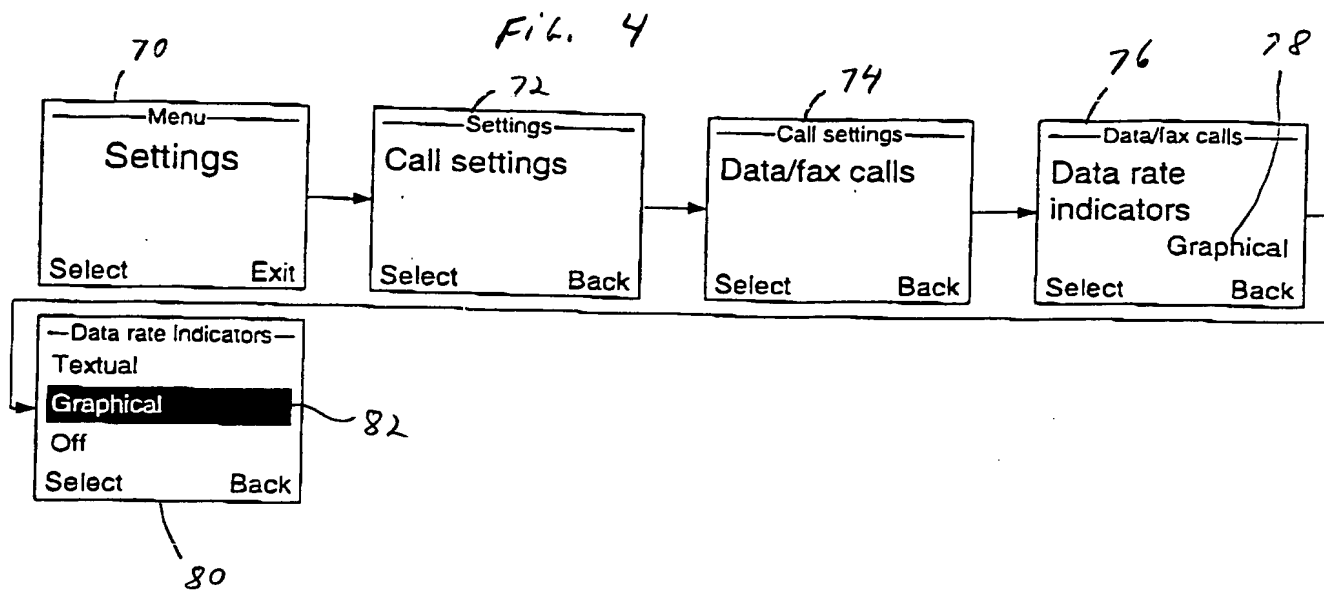 FiG. 4
70
72
74
76
78
Menu
Settings
Select Exit
Settings
Call settings
Select Back
Call settings
Data/fax calls
Select Back
Data/fax calls
Data rate
indicators
Graphical
Select Back
Data rate indicators
Textual
Graphical
Off
Select Back
82
80